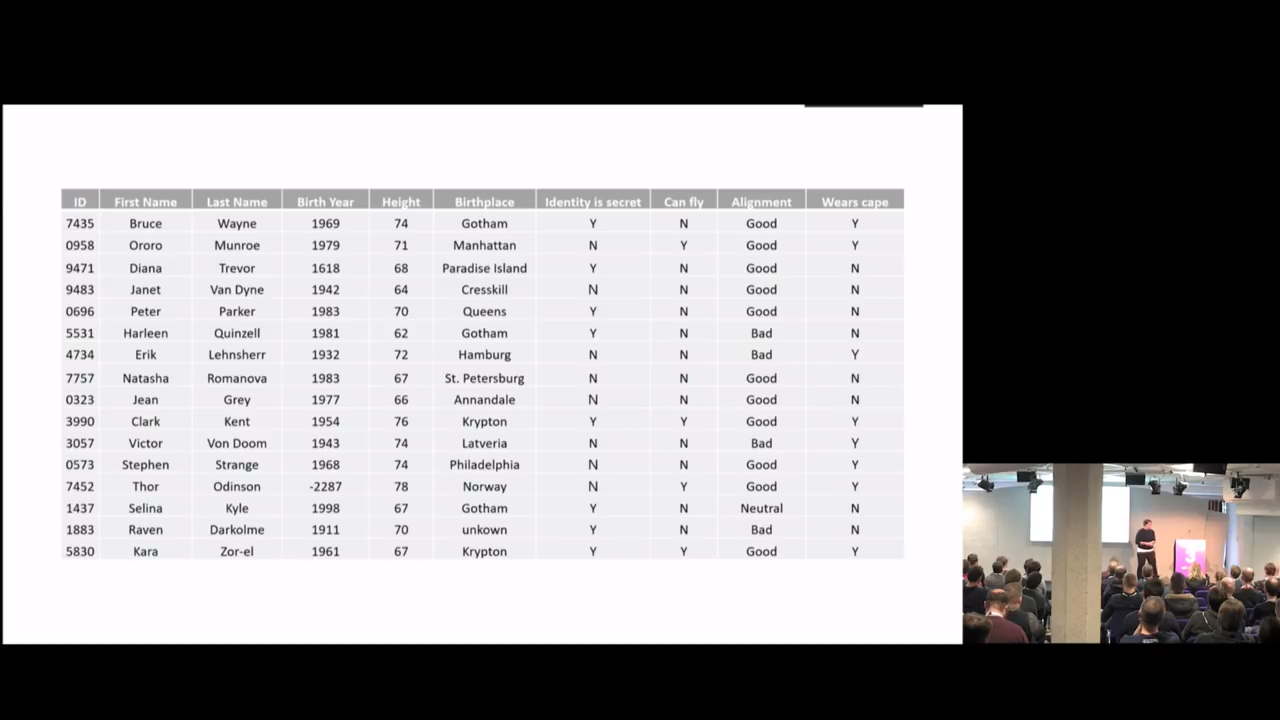 ID First Name Last Name Birth Year Height Birthplace Identity is secret Can fly Alignment Wears cape
7435 Bruce Wayne 1969 74 Gotham Y N Good Y
0958 Ororo Munroe 1979 71 Manhattan N Y Good Y
9471 Diana Trevor 1618 68 Paradise Island Y N Good N
9483 Janet Van Dyne 1942 64 Cresskill N N Good N
0696 Peter Parker 1983 70 Queens Y N Good N
5531 Harleen Quinzell 1981 62 Gotham Y N Bad N
4734 Erik Lehnsherr 1932 72 Hamburg N N Bad Y
7757 Natasha Romanova 1983 67 St. Petersburg N N Good N
0323 Jean Grey 1977 66 Annandale N N Good N
3990 Clark Kent 1954 76 Krypton Y Y Good Y
3057 Victor Von Doom 1943 74 Latveria N N Bad Y
0573 Stephen Strange 1968 74 Philadelphia N N Good Y
7452 Thor Odinson -2287 78 Norway N Y Good Y
1437 Selina Kyle 1998 67 Gotham Y N Neutral N
1883 Raven Darkolme 1911 70 unkown Y N Bad N
5830 Kara Zor-el 1961 67 Krypton Y Y Good Y